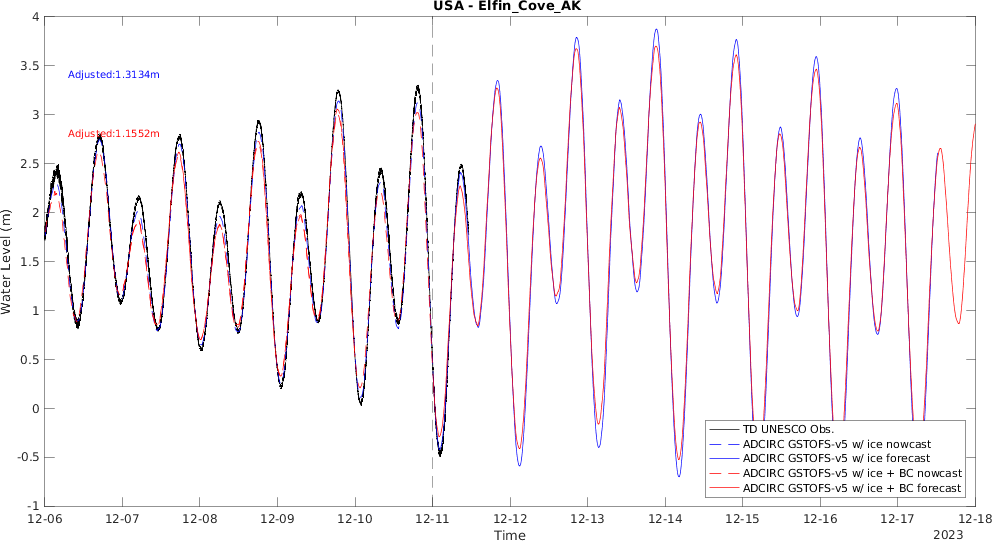 USA - Elfin_Cove_AK
4
3.5
3
2.5
2
1.5
1
0.5
0
-0.5
-1
Water Level (m)
Adjusted:1.3134m
Adjusted:1.1552m
TD UNESCO Obs.
ADCIRC GSTOFS-v5 w/ ice nowcast
ADCIRC GSTOFS-v5 w/ ice forecast
ADCIRC GSTOFS-v5 w/ ice + BC nowcast
ADCIRC GSTOFS-v5 w/ ice + BC forecast
12-06 12-07 12-08 12-09 12-10 12-11 12-12 12-13 12-14 12-15 12-16 12-17 12-18
Time
2023